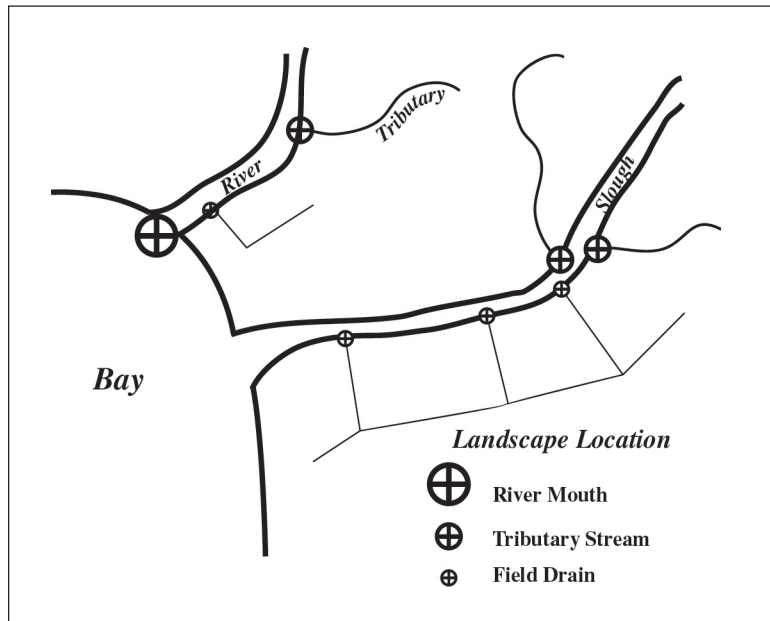 Tributary
River
Slough
Bay
Landscape Location
River Mouth
Tributary Stream
Field Drain